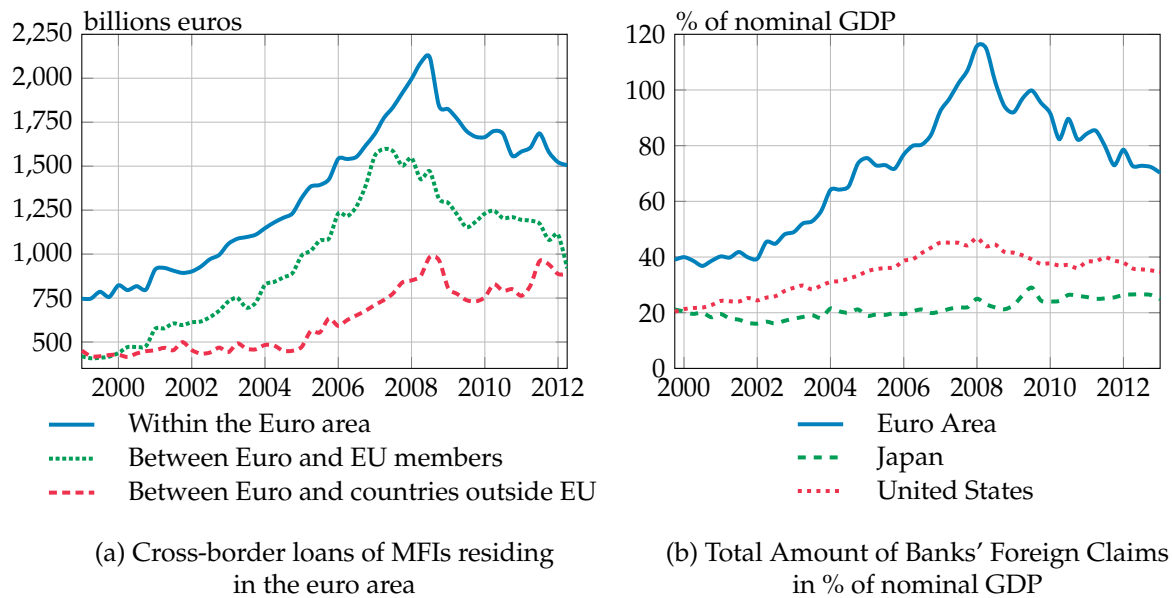 billions euros
2,250
2,000
1,750
1,500
1,250
1,000
750
500
2000 2002 2004 2006 2008 2010 2012
Within the Euro area
Between Euro and EU members
Between Euro and countries outside EU
(a) Cross-border loans of MFIs residing
in the euro area
% of nominal GDP
120
100
80
60
40
20
0
2000 2002 2004 2006 2008 2010 2012
Euro Area
Japan
United States
(b) Total Amount of Banks’ Foreign Claims
in % of nominal GDP